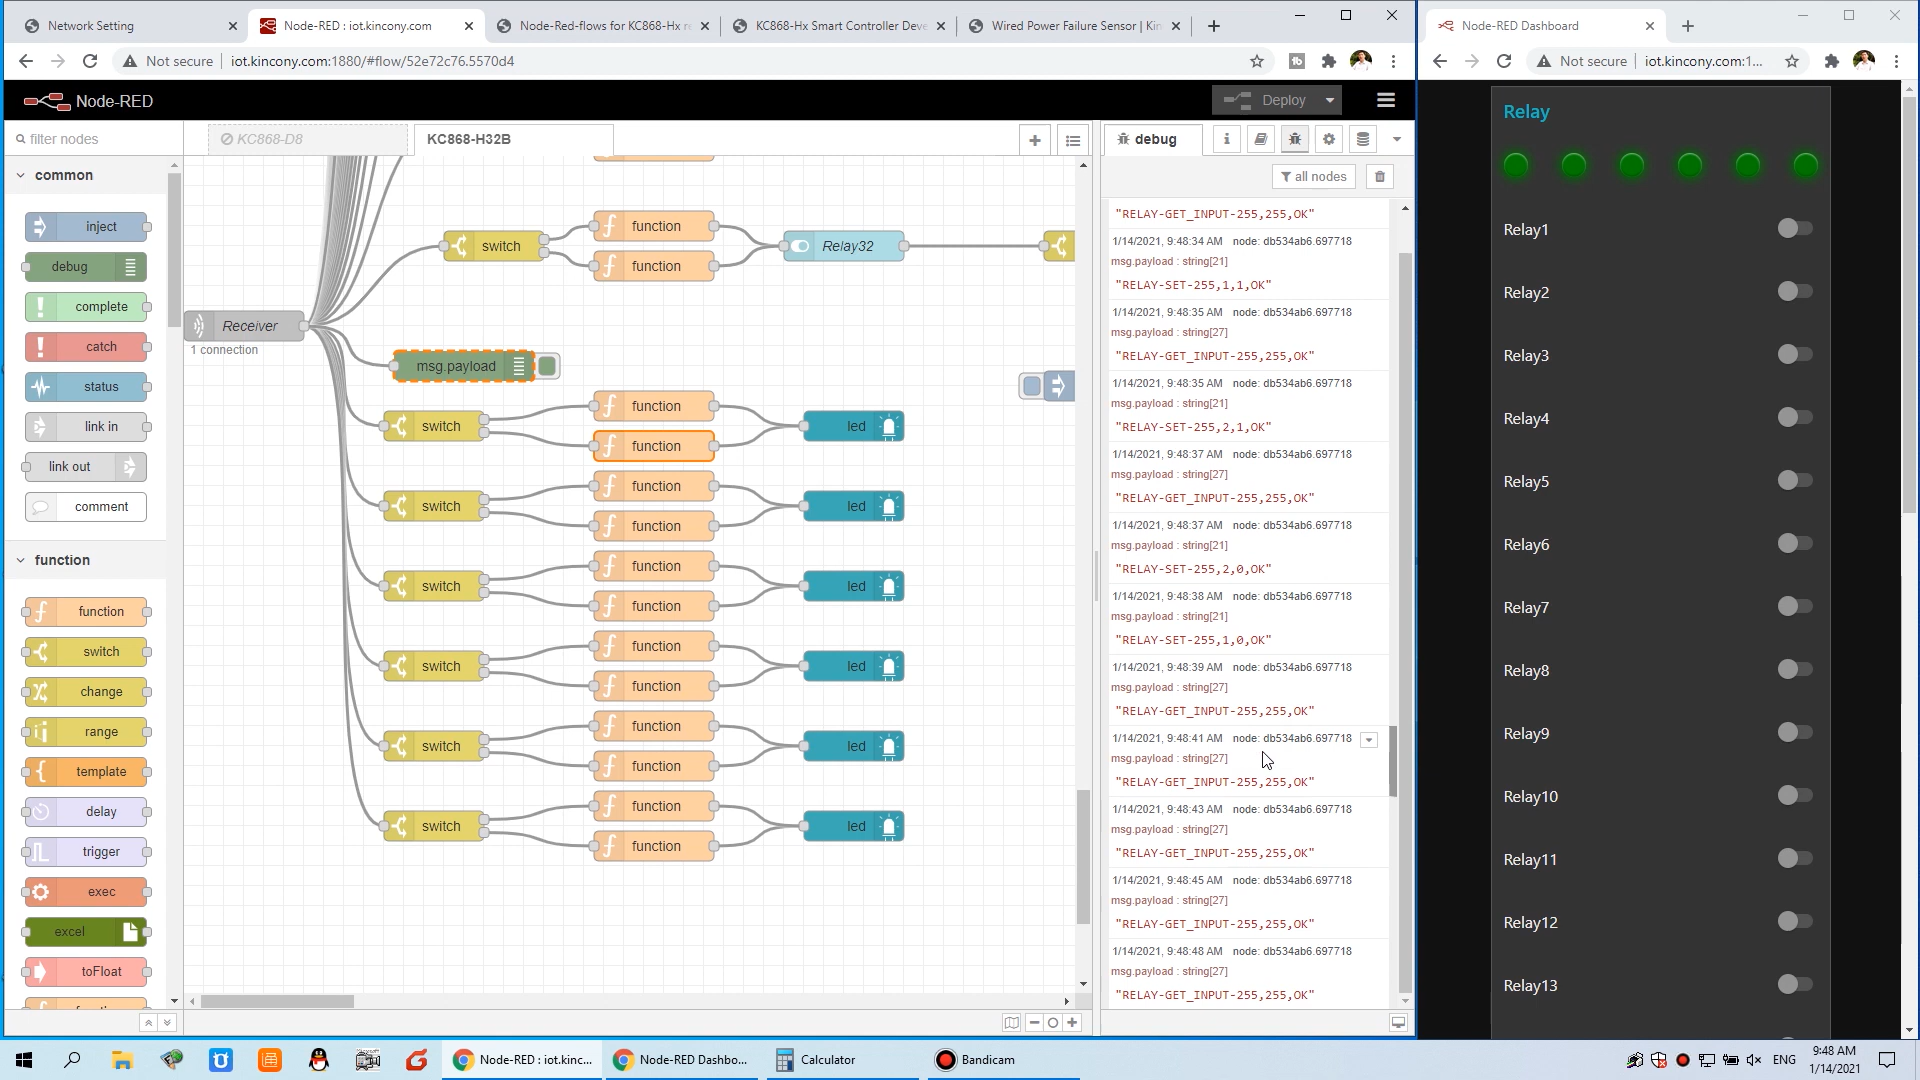 Network Setting
Node-RED : iot.kincony.com
Node-Red-flows for KC868-Hx re
KC868-Hx Smart Controller Deve
Wired Power Failure Sensor | Kin
Node-RED Dashboard
Not secure
iot.kincony.com:1880/#flow/52e72c76.5570d4
Not secure
iot.kincony.com:1...
Node-RED
Deploy
Relay
filter nodes
KC868-D8
KC868-H32B
debug
all nodes
common
inject
debug
complete
catch
status
link in
link out
comment
function
function
switch
change
range
template
delay
trigger
exec
excel
toFloat
function
function
switch
Relay32
Receiver
1 connection
msg.payload
switch
function
function
led
switch
function
function
led
switch
function
function
led
switch
function
function
led
switch
function
function
led
switch
function
function
led
"RELAY-GET_INPUT-255,255,OK"
1/14/2021, 9:48:34 AM node: db534ab6.697718
msg.payload : string[21]
"RELAY-SET-255,1,1,OK"
1/14/2021, 9:48:35 AM node: db534ab6.697718
msg.payload : string[27]
"RELAY-GET_INPUT-255,255,OK"
1/14/2021, 9:48:35 AM node: db534ab6.697718
msg.payload : string[21]
"RELAY-SET-255,2,1,OK"
1/14/2021, 9:48:37 AM node: db534ab6.697718
msg.payload : string[27]
"RELAY-GET_INPUT-255,255,OK"
1/14/2021, 9:48:37 AM node: db534ab6.697718
msg.payload : string[21]
"RELAY-SET-255,2,0,OK"
1/14/2021, 9:48:38 AM node: db534ab6.697718
msg.payload : string[21]
"RELAY-SET-255,1,0,OK"
1/14/2021, 9:48:39 AM node: db534ab6.697718
msg.payload : string[27]
"RELAY-GET_INPUT-255,255,OK"
1/14/2021, 9:48:41 AM node: db534ab6.697718
msg.payload : string[27]
"RELAY-GET_INPUT-255,255,OK"
1/14/2021, 9:48:43 AM node: db534ab6.697718
msg.payload : string[27]
"RELAY-GET_INPUT-255,255,OK"
1/14/2021, 9:48:45 AM node: db534ab6.697718
msg.payload : string[27]
"RELAY-GET_INPUT-255,255,OK"
1/14/2021, 9:48:48 AM node: db534ab6.697718
msg.payload : string[27]
"RELAY-GET_INPUT-255,255,OK"
Relay1
Relay2
Relay3
Relay4
Relay5
Relay6
Relay7
Relay8
Relay9
Relay10
Relay11
Relay12
Relay13
Node-RED : iot.kinc...
Node-RED Dashbo...
Calculator
Bandicam
ENG
9:48 AM
1/14/2021